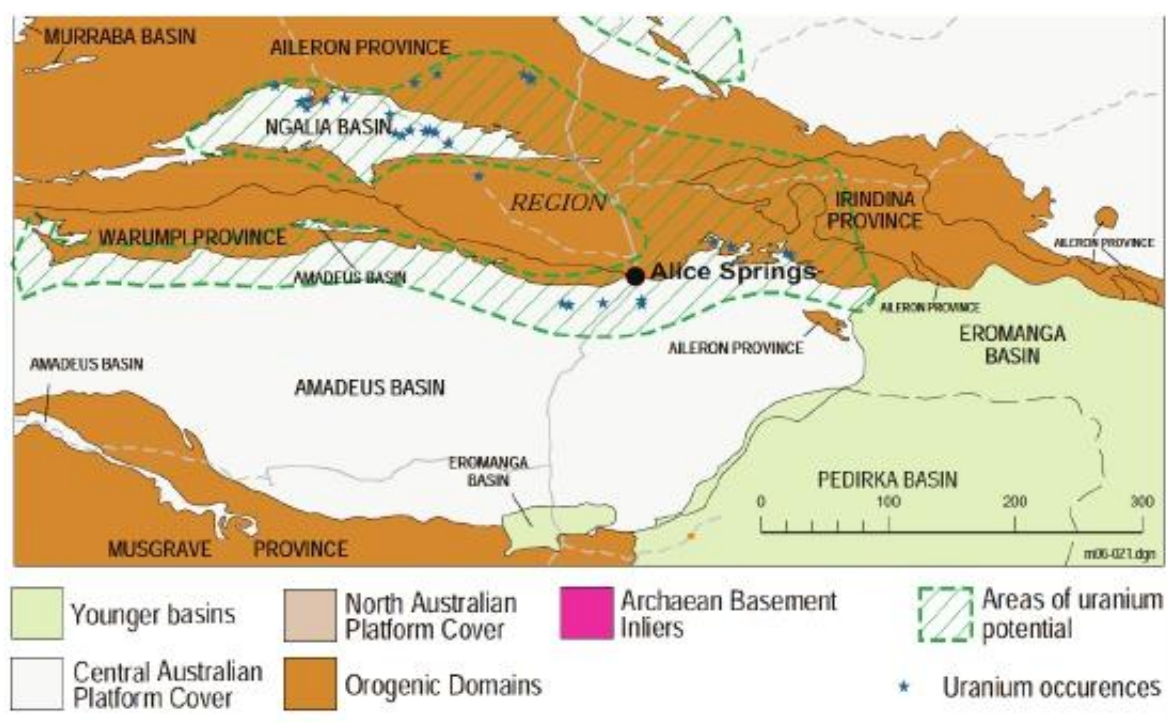 MURRABA BASIN
AILERON PROVINCE
NGALIA BASIN
REGION
IRINDINA
PROVINCE
WARUMPI PROVINCE
AILERON PROVINCE
AMADEUS BASIN
Alice Springs
AILERON PROVINCE
EROMANGA
BASIN
AILERON PROVINCE
AMADEUS BASIN
AMADEUS BASIN
EROMANGA
BASIN
PEDIRKA BASIN
0 100 200 300
MUSGRAVE PROVINCE
m06-021.dgn
Younger basins
North Australian
Platform Cover
Archaean Basement
Inliers
Areas of uranium
potential
Central Australian
Platform Cover
Orogenic Domains
Uranium occurences